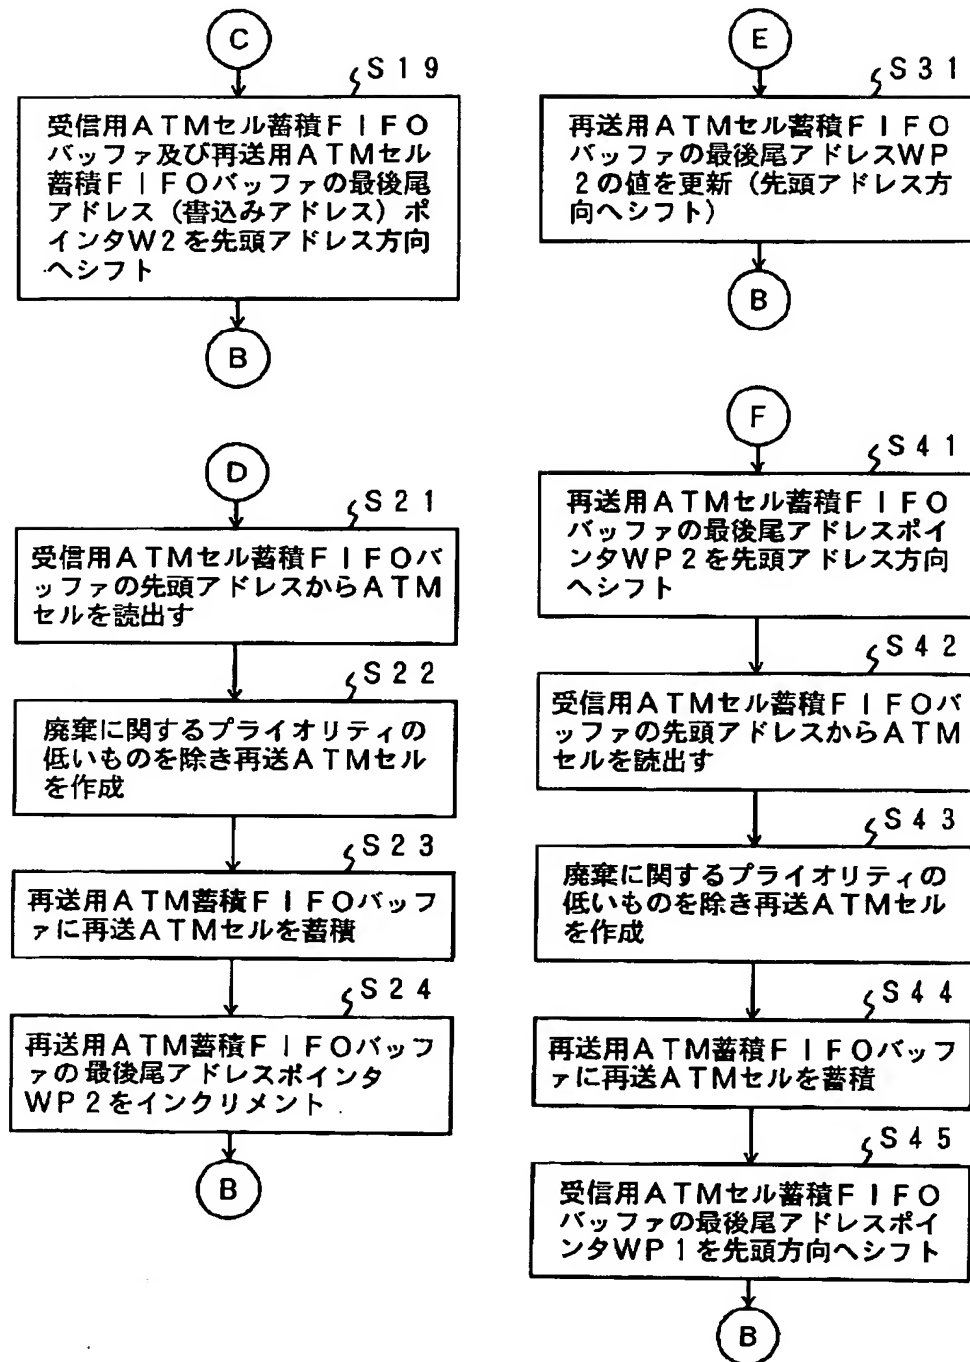 C
S19
受信用ATMセル蓄積FIFO
バッファ及び再送用ATMセル
蓄積FIFOバッファの最後尾
アドレス（書込みアドレス）ポ
インタW2を先頭アドレス方向
へシフト
B
D
S21
受信用ATMセル蓄積FIFOバ
ッファの先頭アドレスからATM
セルを読出す
S22
廃棄に関するプライオリティの
低いものを除き再送ATMセル
を作成
S23
再送用ATM蓄積FIFOバッフ
ァに再送ATMセルを蓄積
S24
再送用ATM蓄積FIFOバッフ
ァの最後尾アドレスポインタ
WP2をインクリメント
B
E
S31
再送用ATMセル蓄積FIFO
バッファの最後尾アドレスWP
2の値を更新（先頭アドレス方
向へシフト）
B
F
S41
再送用ATMセル蓄積FIFO
バッファの最後尾アドレスポイ
ンタWP2を先頭アドレス方向
へシフト
S42
受信用ATMセル蓄積FIFOバ
ッファの先頭アドレスからATM
セルを読出す
S43
廃棄に関するプライオリティの
低いものを除き再送ATMセル
を作成
S44
再送用ATM蓄積FIFOバッフ
ァに再送ATMセルを蓄積
S45
受信用ATMセル蓄積FIFO
バッファの最後尾アドレスポイ
ンタWP1を先頭方向へシフト
B